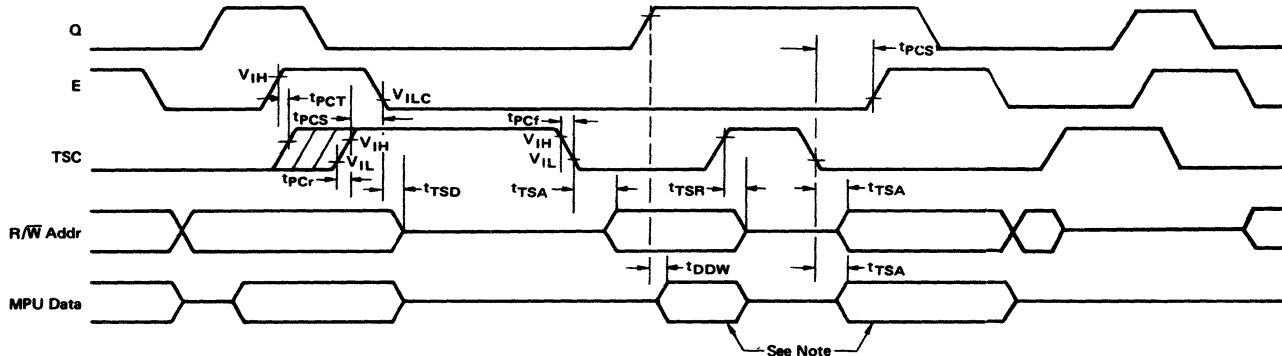 Q
tPCS
E
VIH
tPCT
VILC
tPCS
tPCf
VIH
VIH
TSC
VIL
VIL
tPCr
tTSD
tTSA
tTSR
tTSA
R/W̅ Addr
tDDW
tTSA
MPU Data
See Note